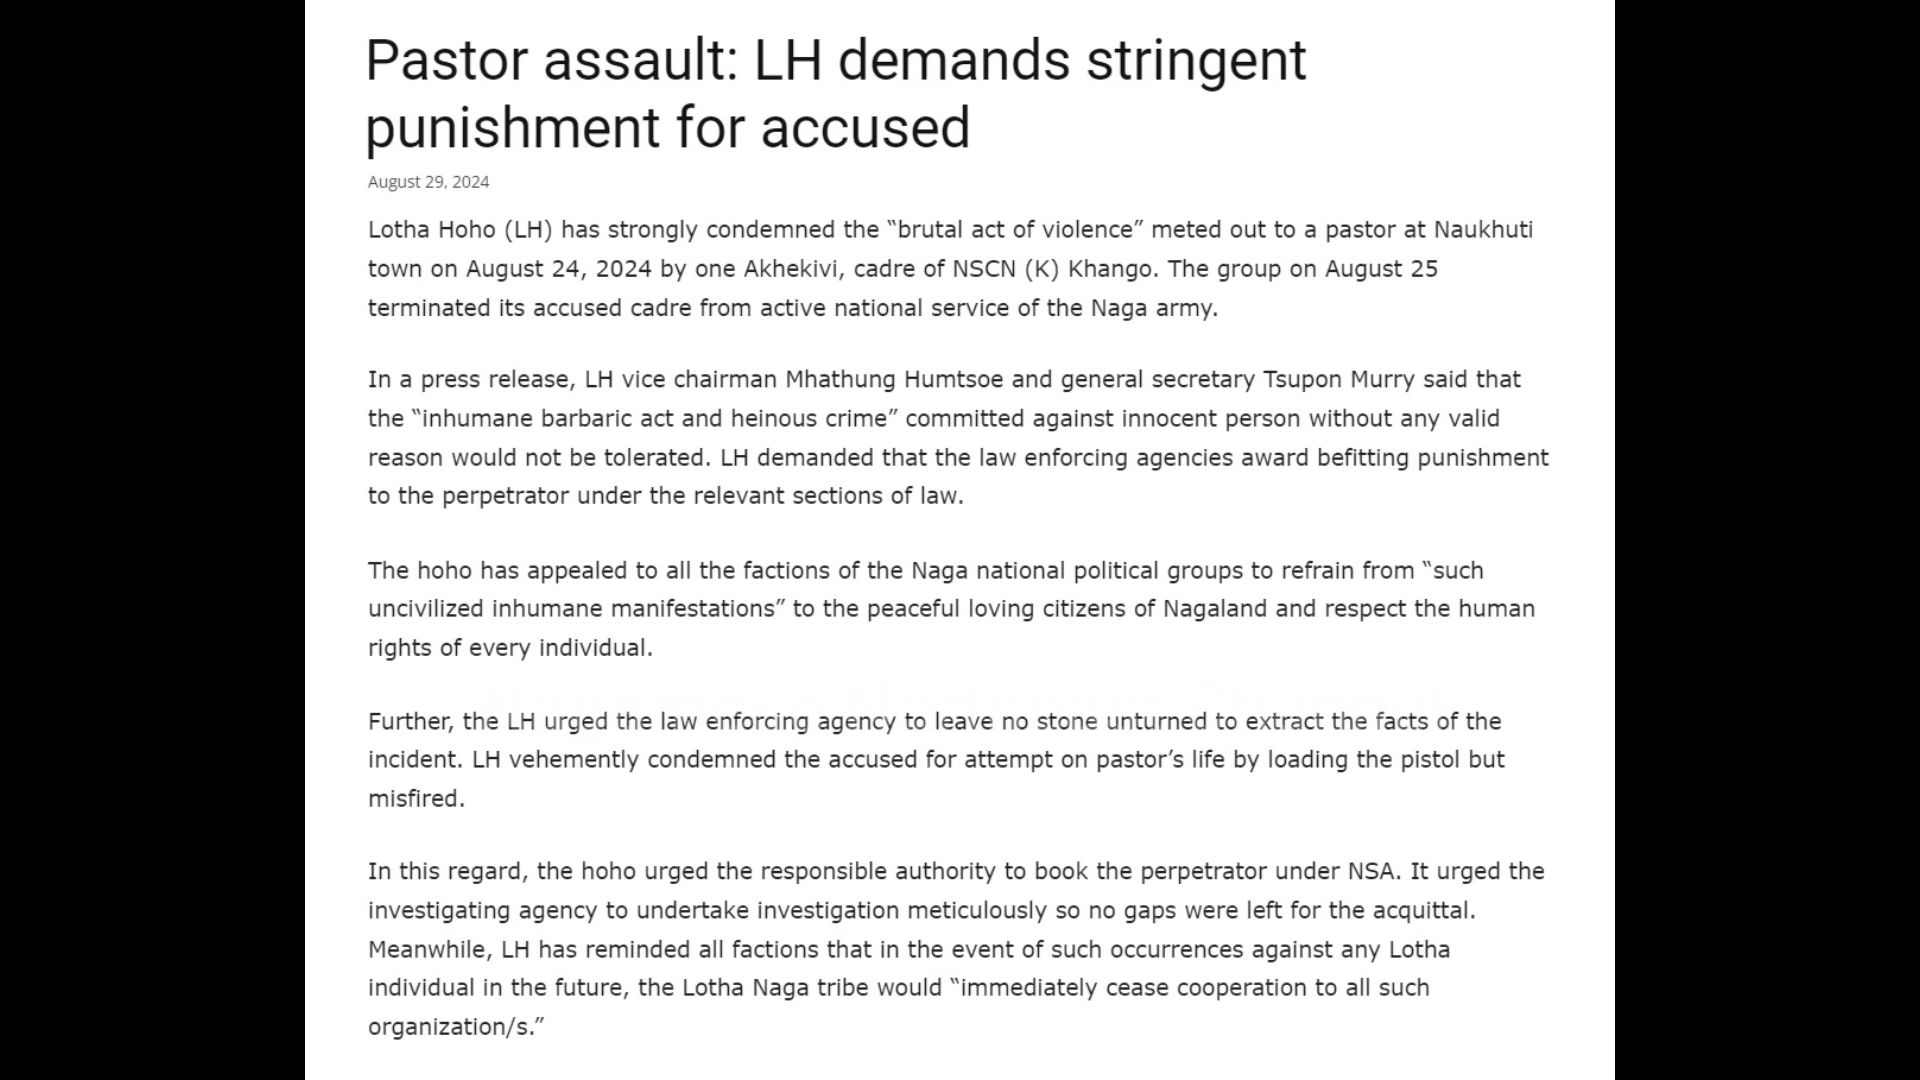 Pastor assault: LH demands stringent
punishment for accused
August 29, 2024
Lotha Hoho (LH) has strongly condemned the “brutal act of violence” meted out to a pastor at Naukhuti
town on August 24, 2024 by one Akhekivi, cadre of NSCN (K) Khango. The group on August 25
terminated its accused cadre from active national service of the Naga army.
In a press release, LH vice chairman Mhathung Humtsoe and general secretary Tsupon Murry said that
the “inhumane barbaric act and heinous crime” committed against innocent person without any valid
reason would not be tolerated. LH demanded that the law enforcing agencies award befitting punishment
to the perpetrator under the relevant sections of law.
The hoho has appealed to all the factions of the Naga national political groups to refrain from “such
uncivilized inhumane manifestations” to the peaceful loving citizens of Nagaland and respect the human
rights of every individual.
Further, the LH urged the law enforcing agency to leave no stone unturned to extract the facts of the
incident. LH vehemently condemned the accused for attempt on pastor’s life by loading the pistol but
misfired.
In this regard, the hoho urged the responsible authority to book the perpetrator under NSA. It urged the
investigating agency to undertake investigation meticulously so no gaps were left for the acquittal.
Meanwhile, LH has reminded all factions that in the event of such occurrences against any Lotha
individual in the future, the Lotha Naga tribe would “immediately cease cooperation to all such
organization/s.”